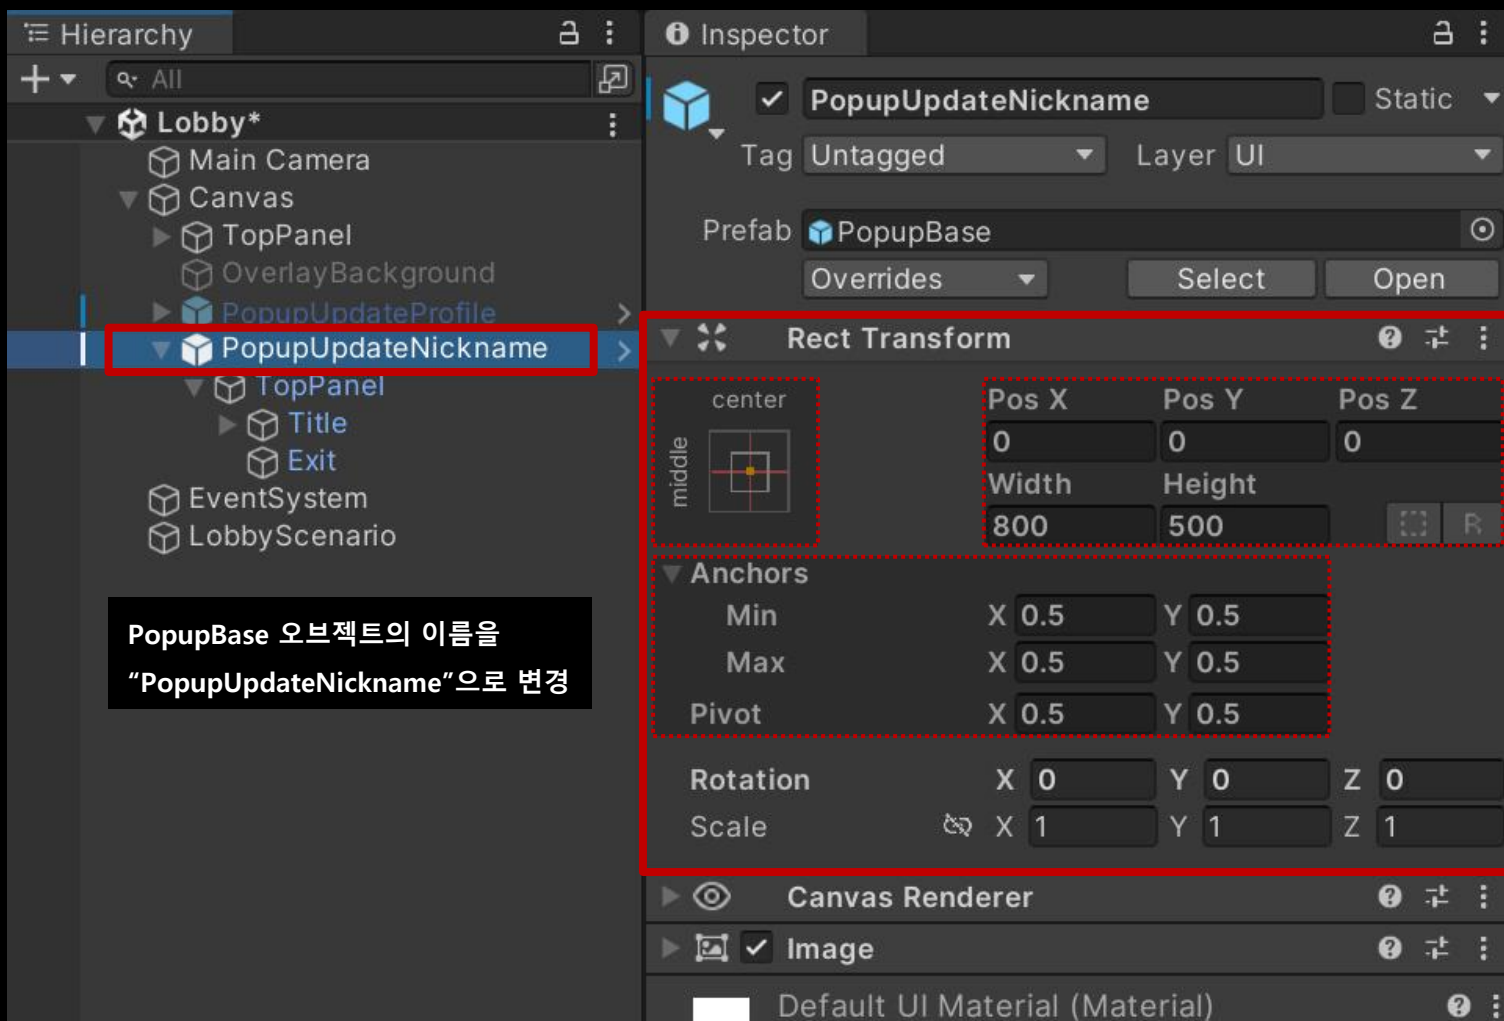 Hierarchy
All
Lobby*
Main Camera
Canvas
TopPanel
OverlayBackground
PopupUpdateProfile
PopupUpdateNickname
TopPanel
Title
Exit
EventSystem
LobbyScenario
PopupBase 오브젝트의 이름을
“PopupUpdateNickname”으로 변경
Inspector
PopupUpdateNickname Static
Tag Untagged Layer UI
Prefab PopupBase
Overrides Select Open
Rect Transform
center
middle
Pos X Pos Y Pos Z
0 0 0
Width Height
800 500 R
Anchors
Min X 0.5 Y 0.5
Max X 0.5 Y 0.5
Pivot X 0.5 Y 0.5
Rotation X 0 Y 0 Z 0
Scale X 1 Y 1 Z 1
Canvas Renderer
Image
Default UI Material (Material)